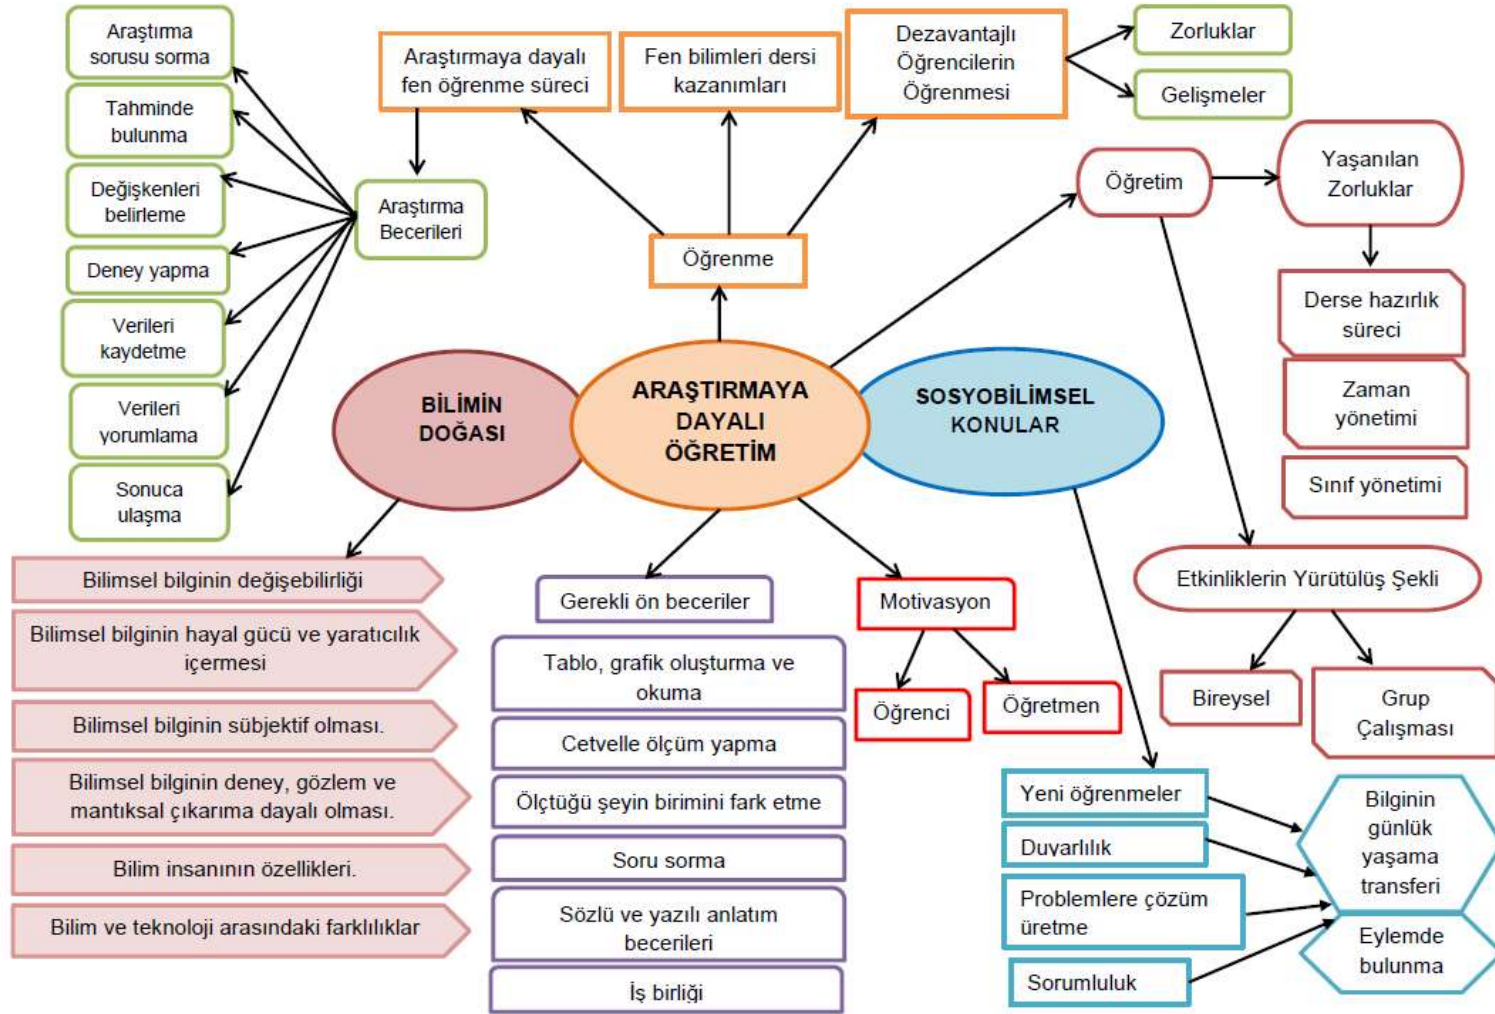 Araştırma
sorusu sorma
Tahminde
bulunma
Değişkenleri
belirleme
Deney yapma
Verileri
kaydetme
Verileri
yorumlama
Sonuca
ulaşma
Araştırma
Becerileri
Araştırmaya dayalı
fen öğrenme süreci
Fen bilimleri dersi
kazanımları
Dezavantajlı
Öğrencilerin
Öğrenmesi
Zorluklar
Gelişmeler
Öğrenme
Öğretim
Yaşanılan
Zorluklar
Derse hazırlık
süreci
Zaman
yönetimi
Sınıf yönetimi
BİLİMİN
DOĞASI
ARAŞTIRMAYA
DAYALI
ÖĞRETİM
SOSYOBİLİMSEL
KONULAR
Bilimsel bilginin değişebilirliği
Bilimsel bilginin hayal gücü ve yaratıcılık
içermesi
Bilimsel bilginin sübjektif olması.
Bilimsel bilginin deney, gözlem ve
mantıksal çıkarıma dayalı olması.
Bilim insanının özellikleri.
Bilim ve teknoloji arasındaki farklılıklar
Gerekli ön beceriler
Tablo, grafik oluşturma ve
okuma
Cetvelle ölçüm yapma
Ölçtüğü şeyin birimini fark etme
Soru sorma
Sözlü ve yazılı anlatım
becerileri
İş birliği
Motivasyon
Öğrenci
Öğretmen
Etkinliklerin Yürütülüş Şekli
Bireysel
Grup
Çalışması
Yeni öğrenmeler
Duyarlılık
Problemlere çözüm
üretme
Sorumluluk
Bilginin
günlük
yaşama
transferi
Eylemde
bulunma